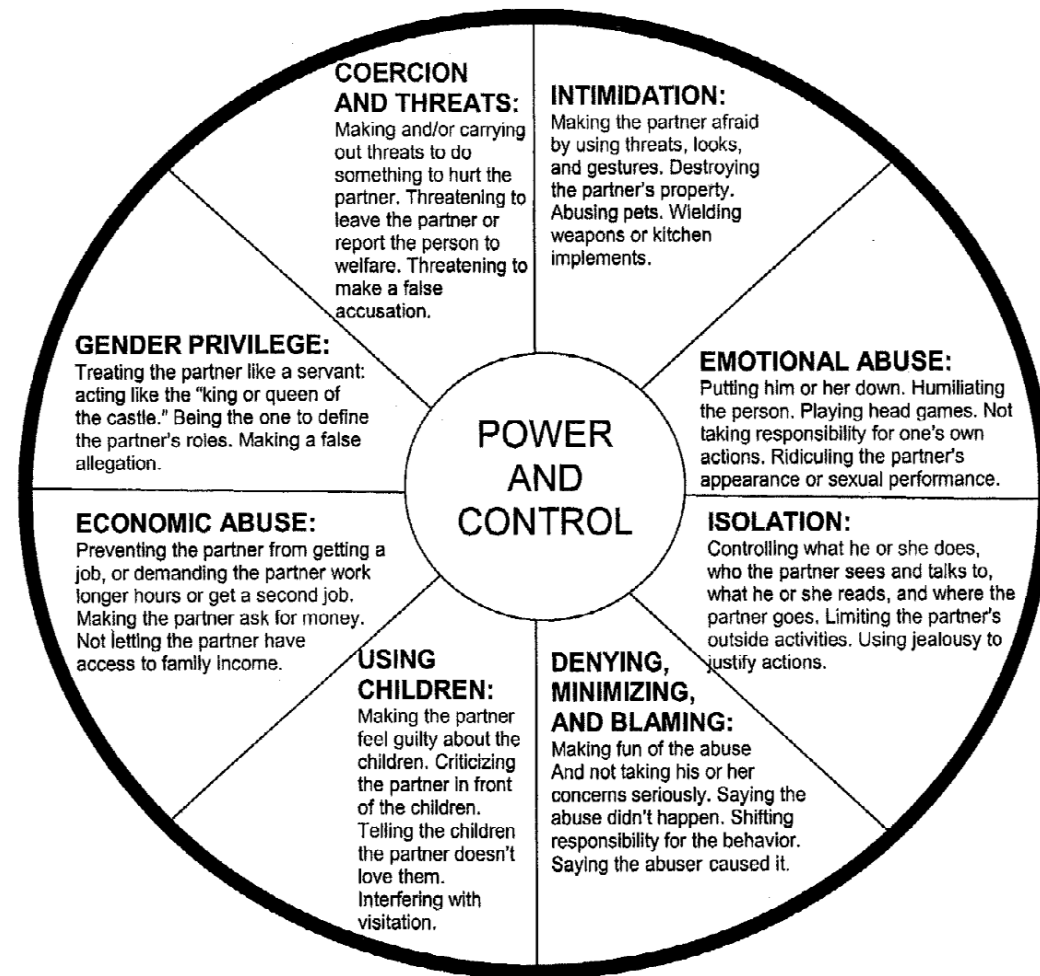 COERCION
AND THREATS:
Making and/or carrying
out threats to do
something to hurt the
partner. Threatening to
leave the partner or
report the person to
welfare. Threatening to
make a false
accusation.
INTIMIDATION:
Making the partner afraid
by using threats, looks,
and gestures. Destroying
the partner's property.
Abusing pets. Wielding
weapons or kitchen
implements.
GENDER PRIVILEGE:
Treating the partner like a servant:
acting like the “king or queen of
the castle.” Being the one to define
the partner's roles. Making a false
allegation.
EMOTIONAL ABUSE:
Putting him or her down. Humiliating
the person. Playing head games. Not
taking responsibility for one's own
actions. Ridiculing the partner's
appearance or sexual performance.
POWER
AND
CONTROL
ECONOMIC ABUSE:
Preventing the partner from getting a
job, or demanding the partner work
longer hours or get a second job.
Making the partner ask for money.
Not letting the partner have
access to family income.
ISOLATION:
Controlling what he or she does,
who the partner sees and talks to,
what he or she reads, and where the
partner goes. Limiting the partner's
outside activities. Using jealousy to
justify actions.
USING
CHILDREN:
Making the partner
feel guilty about the
children. Criticizing
the partner in front
of the children.
Telling the children
the partner doesn't
love them.
Interfering with
visitation.
DENYING,
MINIMIZING,
AND BLAMING:
Making fun of the abuse
And not taking his or her
concerns seriously. Saying the
abuse didn't happen. Shifting
responsibility for the behavior.
Saying the abuser caused it.